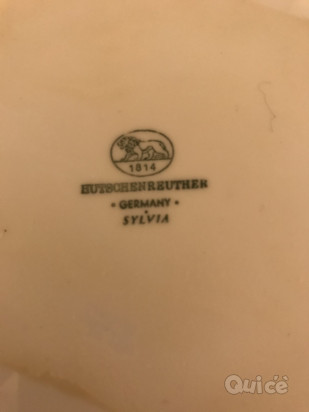 1814
HUTSCHENREUTHER
• GERMANY •
SYLVIA
Quicë